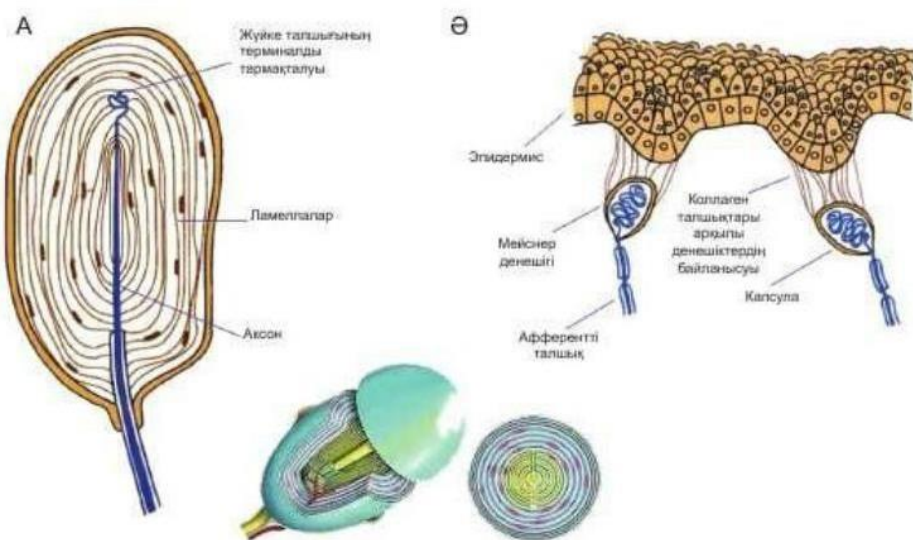 А
Жүйке талшығының
терминалды
тармақталуы
Ламеллалар
Аксон
Ә
Эпидермис
Мейснер
денешігі
Афферентті
талшық
Коллаген
талшықтары
арқылы
денешіктердің
байланысуы
Капсула